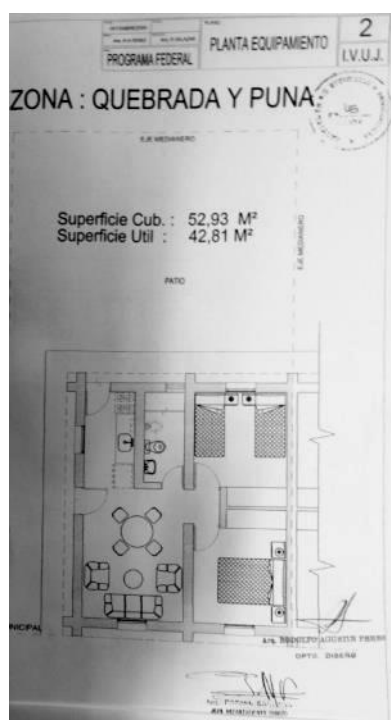 PROGRAMA FEDERAL
PLANTA EQUIPAMIENTO
2
I.V.U.J.
ZONA : QUEBRADA Y PUNA
EJE MEDIANERO
Superficie Cub. : 52,93 M²
Superficie Util : 42,81 M²
EJE MEDIANERO
PATIO
Arq. RODOLFO AGUSTIN
DPTO. DISEÑO